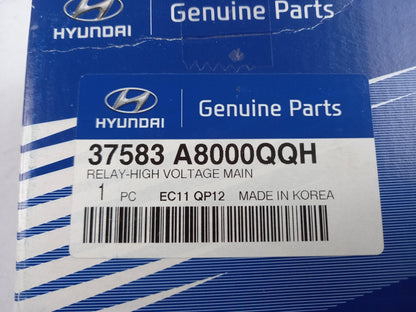 HYUNDAI Genuine Parts
HYUNDAI Genuine Parts
37583 A8000QQH
RELAY-HIGH VOLTAGE MAIN
1 PC EC11 QP12 MADE IN KOREA